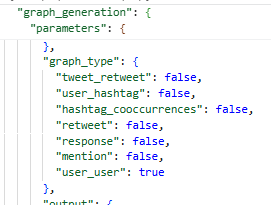 "graph_generation": {
"parameters": {
},
"graph_type": {
"tweet_retweet": false,
"user_hashtag": false,
"hashtag_cooccurrences": false,
"retweet": false,
"response": false,
"mention": false,
"user_user": true
},
"output": {